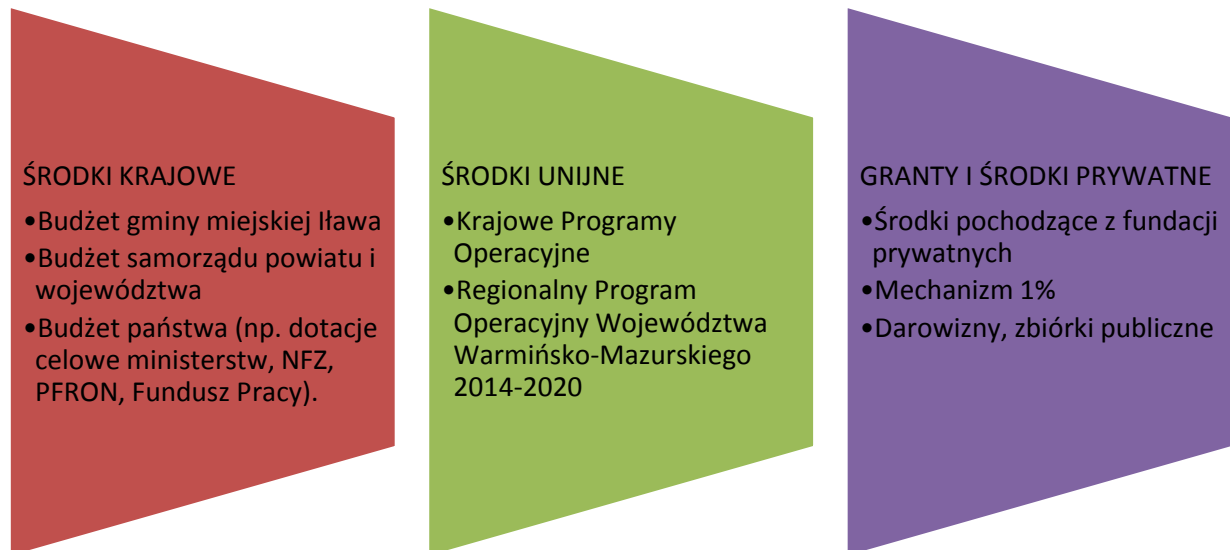 ŚRODKI KRAJOWE
•Budżet gminy miejskiej Iława
•Budżet samorządu powiatu i
województwa
•Budżet państwa (np. dotacje
celowe ministerstw, NFZ,
PFRON, Fundusz Pracy).
ŚRODKI UNIJNE
•Krajowe Programy
Operacyjne
•Regionalny Program
Operacyjny Województwa
Warmińsko-Mazurskiego
2014-2020
GRANTY I ŚRODKI PRYWATNE
•Środki pochodzące z fundacji
prywatnych
•Mechanizm 1%
•Darowizny, zbiórki publiczne